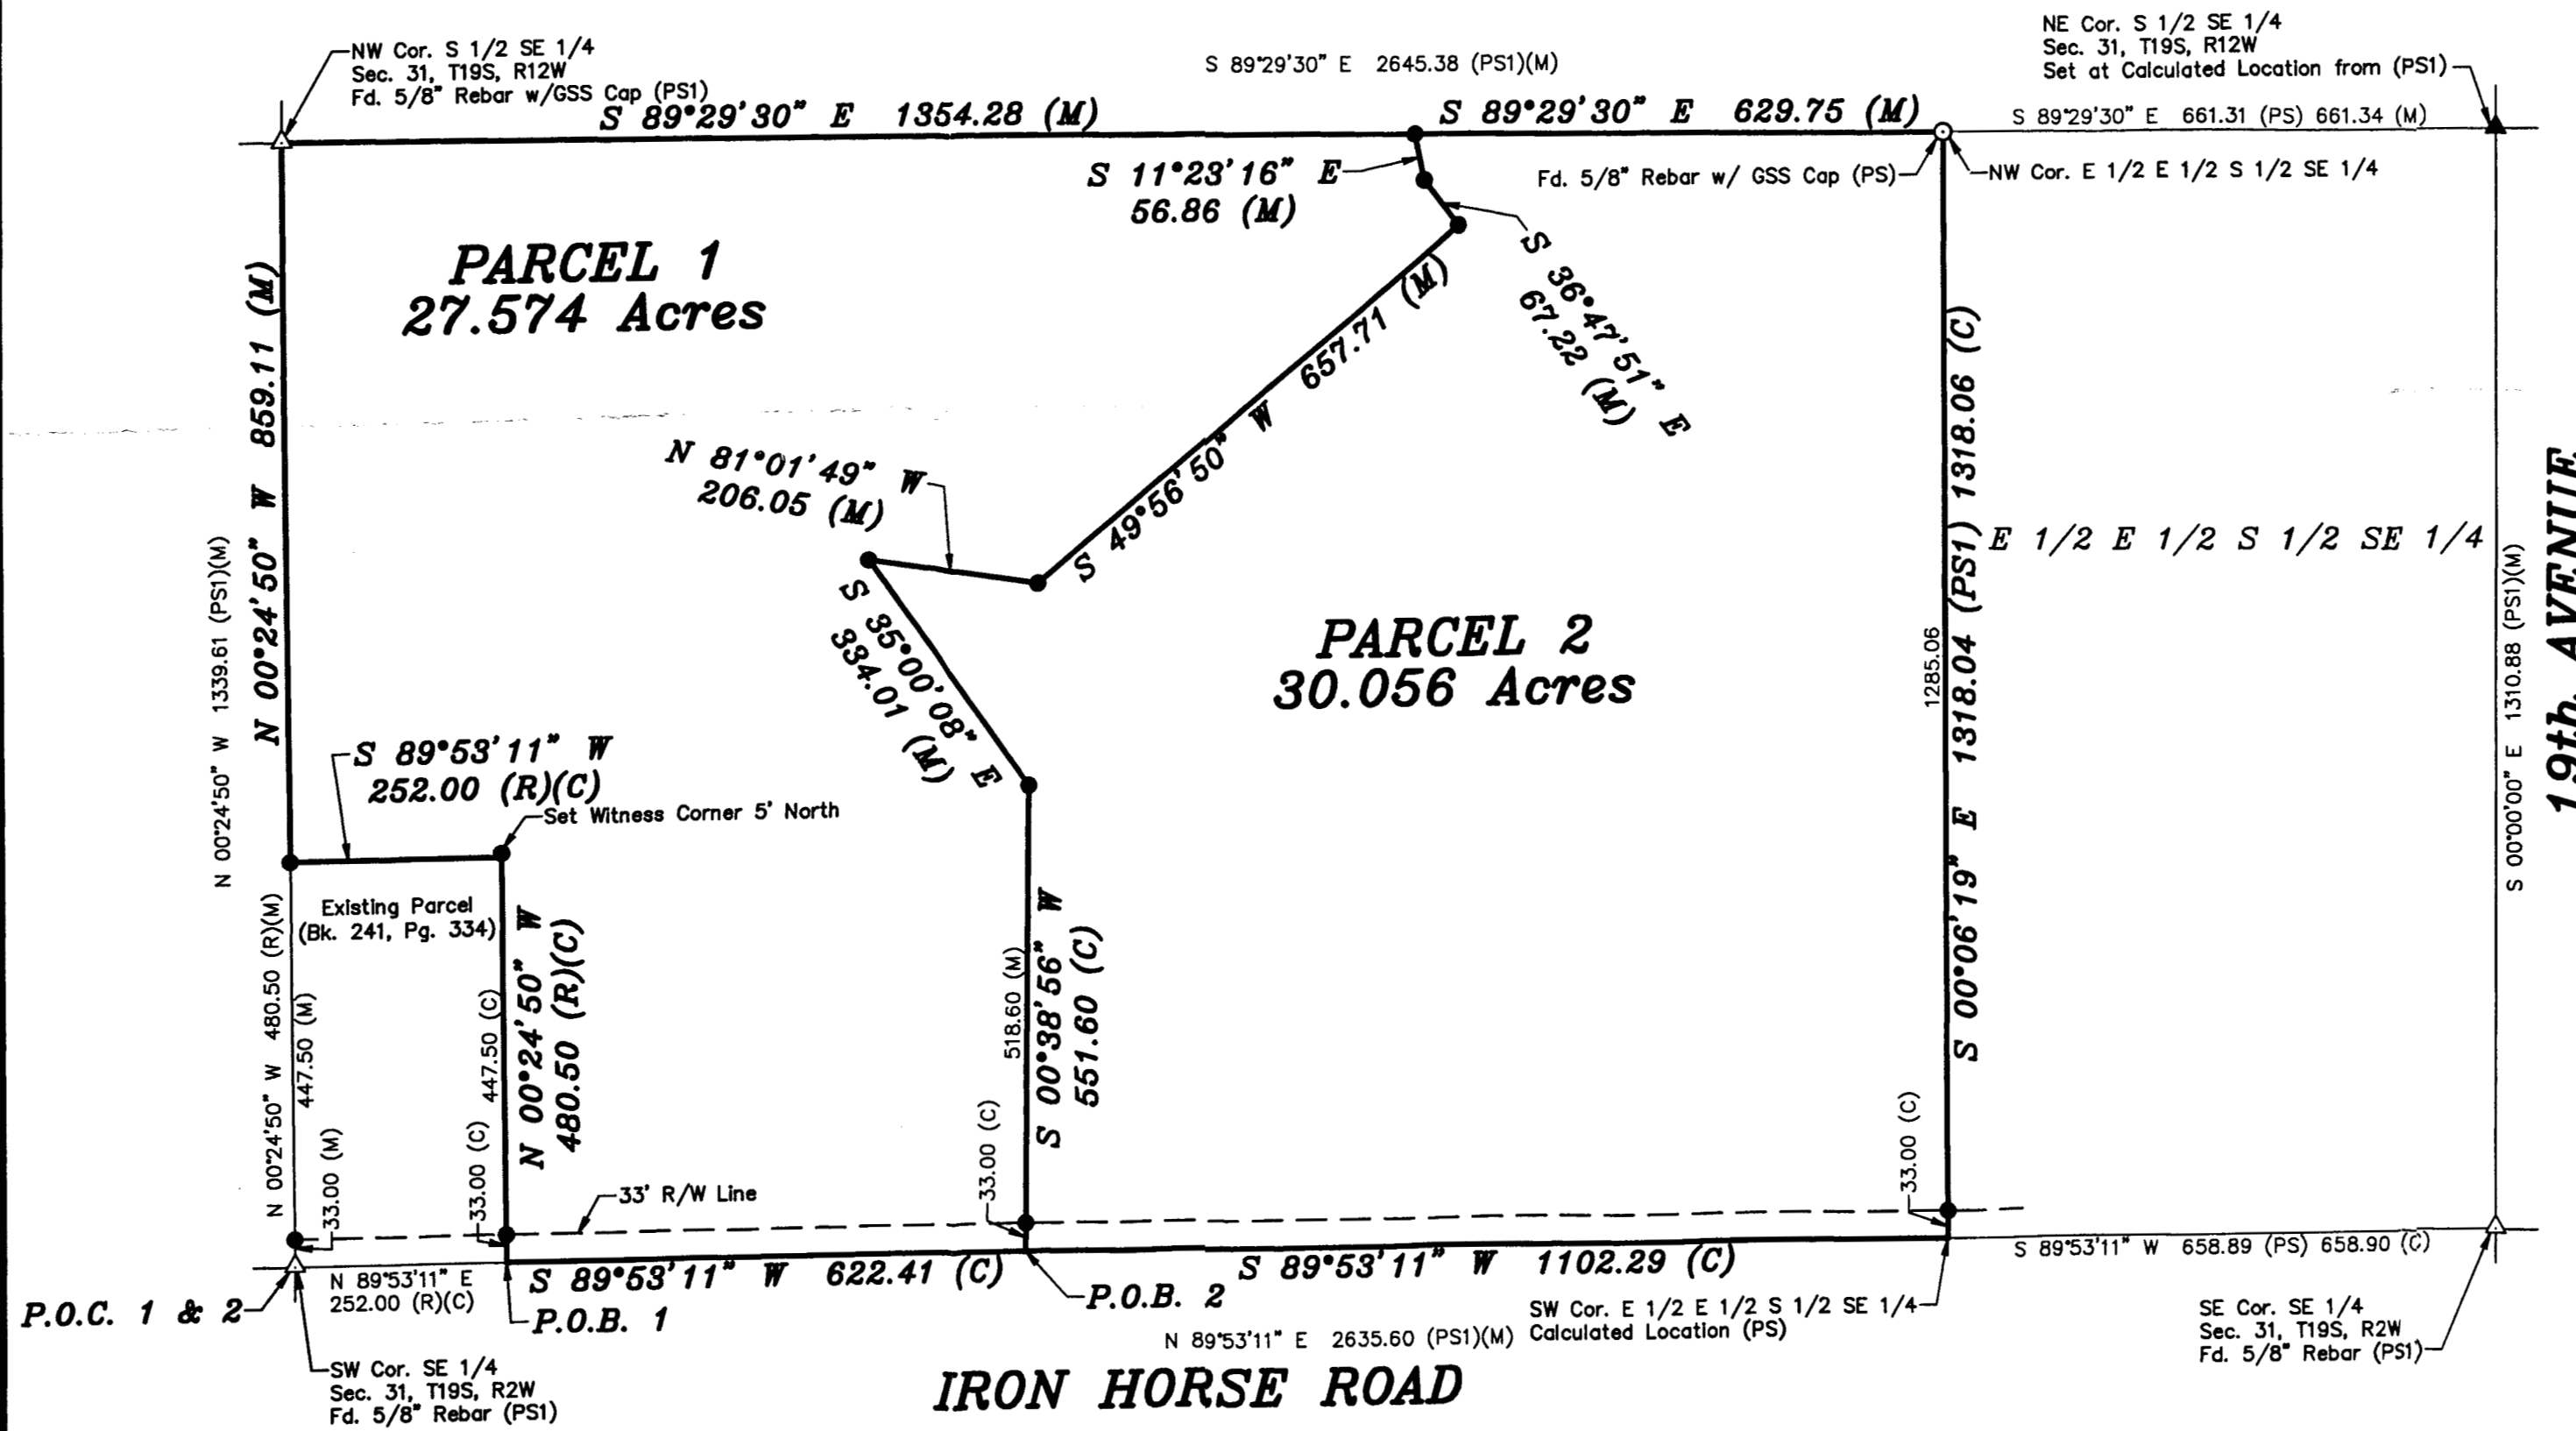 NW Cor. S 1/2 SE 1/4
Sec. 31, T19S, R12W
Fd. 5/8" Rebar w/GSS Cap (PS1)
S 89°29'30" E 2645.38 (PS1)(M)
NE Cor. S 1/2 SE 1/4
Sec. 31, T19S, R12W
Set at Calculated Location from (PS1)
S 89°29'30" E 1354.28 (M)
S 89°29'30" E 629.75 (M)
S 89°29'30" E 661.31 (PS) 661.34 (M)
S 11°23'16" E
56.86 (M)
Fd. 5/8" Rebar w/ GSS Cap (PS)
NW Cor. E 1/2 E 1/2 S 1/2 SE 1/4
PARCEL 1
27.574 Acres
S 36°47'51" E
67.22 (M)
S 49°56'50" W 657.71 (M)
N 81°01'49" W
206.05 (M)
S 35°00'08" E
334.01 (M)
N 00°24'50" W 859.11 (M)
N 00°24'50" W 1339.61 (PS1)(M)
PARCEL 2
30.056 Acres
1285.06
S 00°06'19" E 1318.04 (PS1) 1318.06 (C)
E 1/2 E 1/2 S 1/2 SE 1/4
S 00°00'00" E 1310.88 (PS1)(M)
19th. AVENUE
S 89°53'11" W
252.00 (R)(C)
Set Witness Corner 5' North
Existing Parcel
(Bk. 241, Pg. 334)
N 00°24'50" W 480.50 (R)(M)
447.50 (M)
33.00 (M)
447.50 (C)
33.00 (C)
N 00°24'50" W
480.50 (R)(C)
33' R/W Line
518.60 (M)
33.00 (C)
S 00°38'56" W
551.60 (C)
33.00 (C)
N 89°53'11" E
252.00 (R)(C)
S 89°53'11" W 622.41 (C)
S 89°53'11" W 1102.29 (C)
S 89°53'11" W 658.89 (PS) 658.90 (C)
P.O.C. 1 & 2
P.O.B. 1
P.O.B. 2
SW Cor. E 1/2 E 1/2 S 1/2 SE 1/4
Calculated Location (PS)
N 89°53'11" E 2635.60 (PS1)(M)
SE Cor. SE 1/4
Sec. 31, T19S, R2W
Fd. 5/8" Rebar (PS1)
SW Cor. SE 1/4
Sec. 31, T19S, R2W
Fd. 5/8" Rebar (PS1)
IRON HORSE ROAD